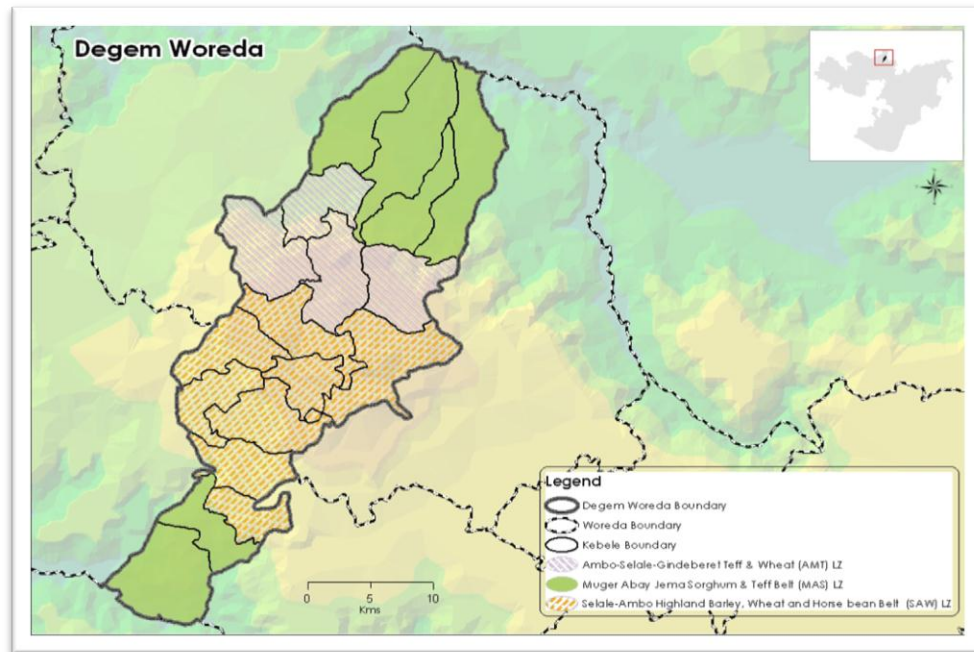 Degem Woreda
Legend
Degem Woreda Boundary
Woreda Boundary
Kebele Boundary
Ambo-Selale-Gindeberet Teff & Wheat (AMT) LZ
Muger Abay Jema Sorghum & Teff Belt (MAS) LZ
Selale-Ambo Highland Barley, Wheat and Horse bean Belt (SAW) LZ
0 5 10
Kms